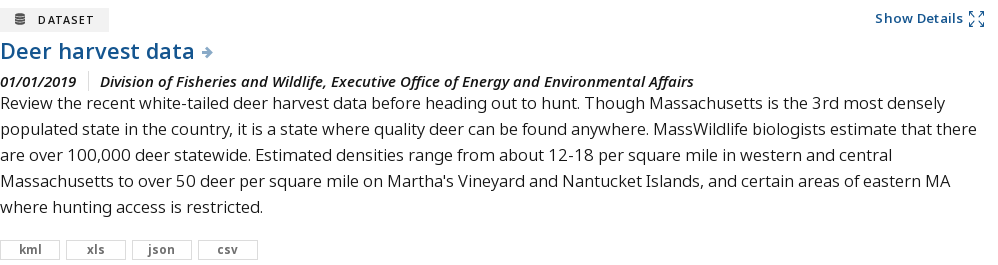 DATASET
Show Details
Deer harvest data
01/01/2019 Division of Fisheries and Wildlife, Executive Office of Energy and Environmental Affairs
Review the recent white-tailed deer harvest data before heading out to hunt. Though Massachusetts is the 3rd most densely
populated state in the country, it is a state where quality deer can be found anywhere. MassWildlife biologists estimate that there
are over 100,000 deer statewide. Estimated densities range from about 12-18 per square mile in western and central
Massachusetts to over 50 deer per square mile on Martha's Vineyard and Nantucket Islands, and certain areas of eastern MA
where hunting access is restricted.
kml xls json csv